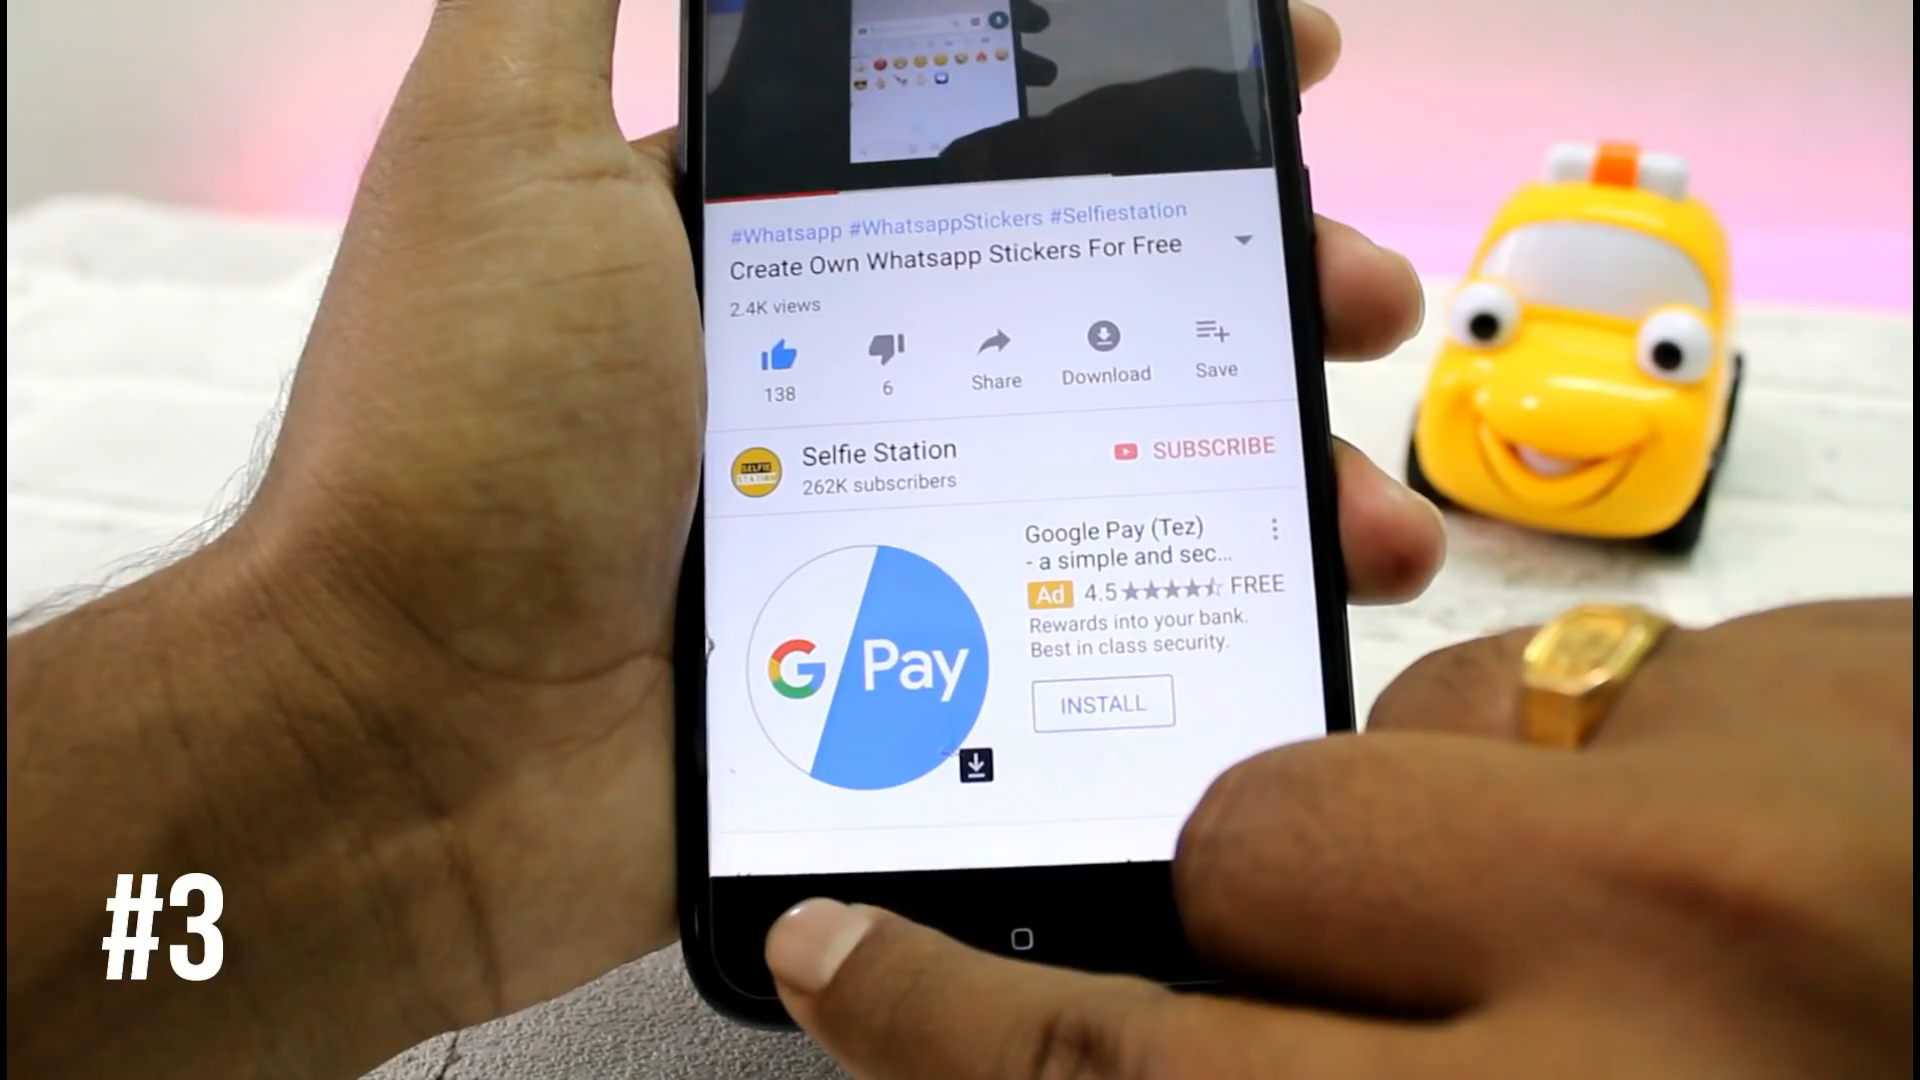 #Whatsapp #WhatsappStickers #Selfiestation
Create Own Whatsapp Stickers For Free
2.4K views
138
6
Share
Download
Save
SELFIE
STATION
Selfie Station
262K subscribers
SUBSCRIBE
G Pay
Google Pay (Tez)
- a simple and sec...
Ad 4.5 FREE
Rewards into your bank.
Best in class security.
INSTALL
#3